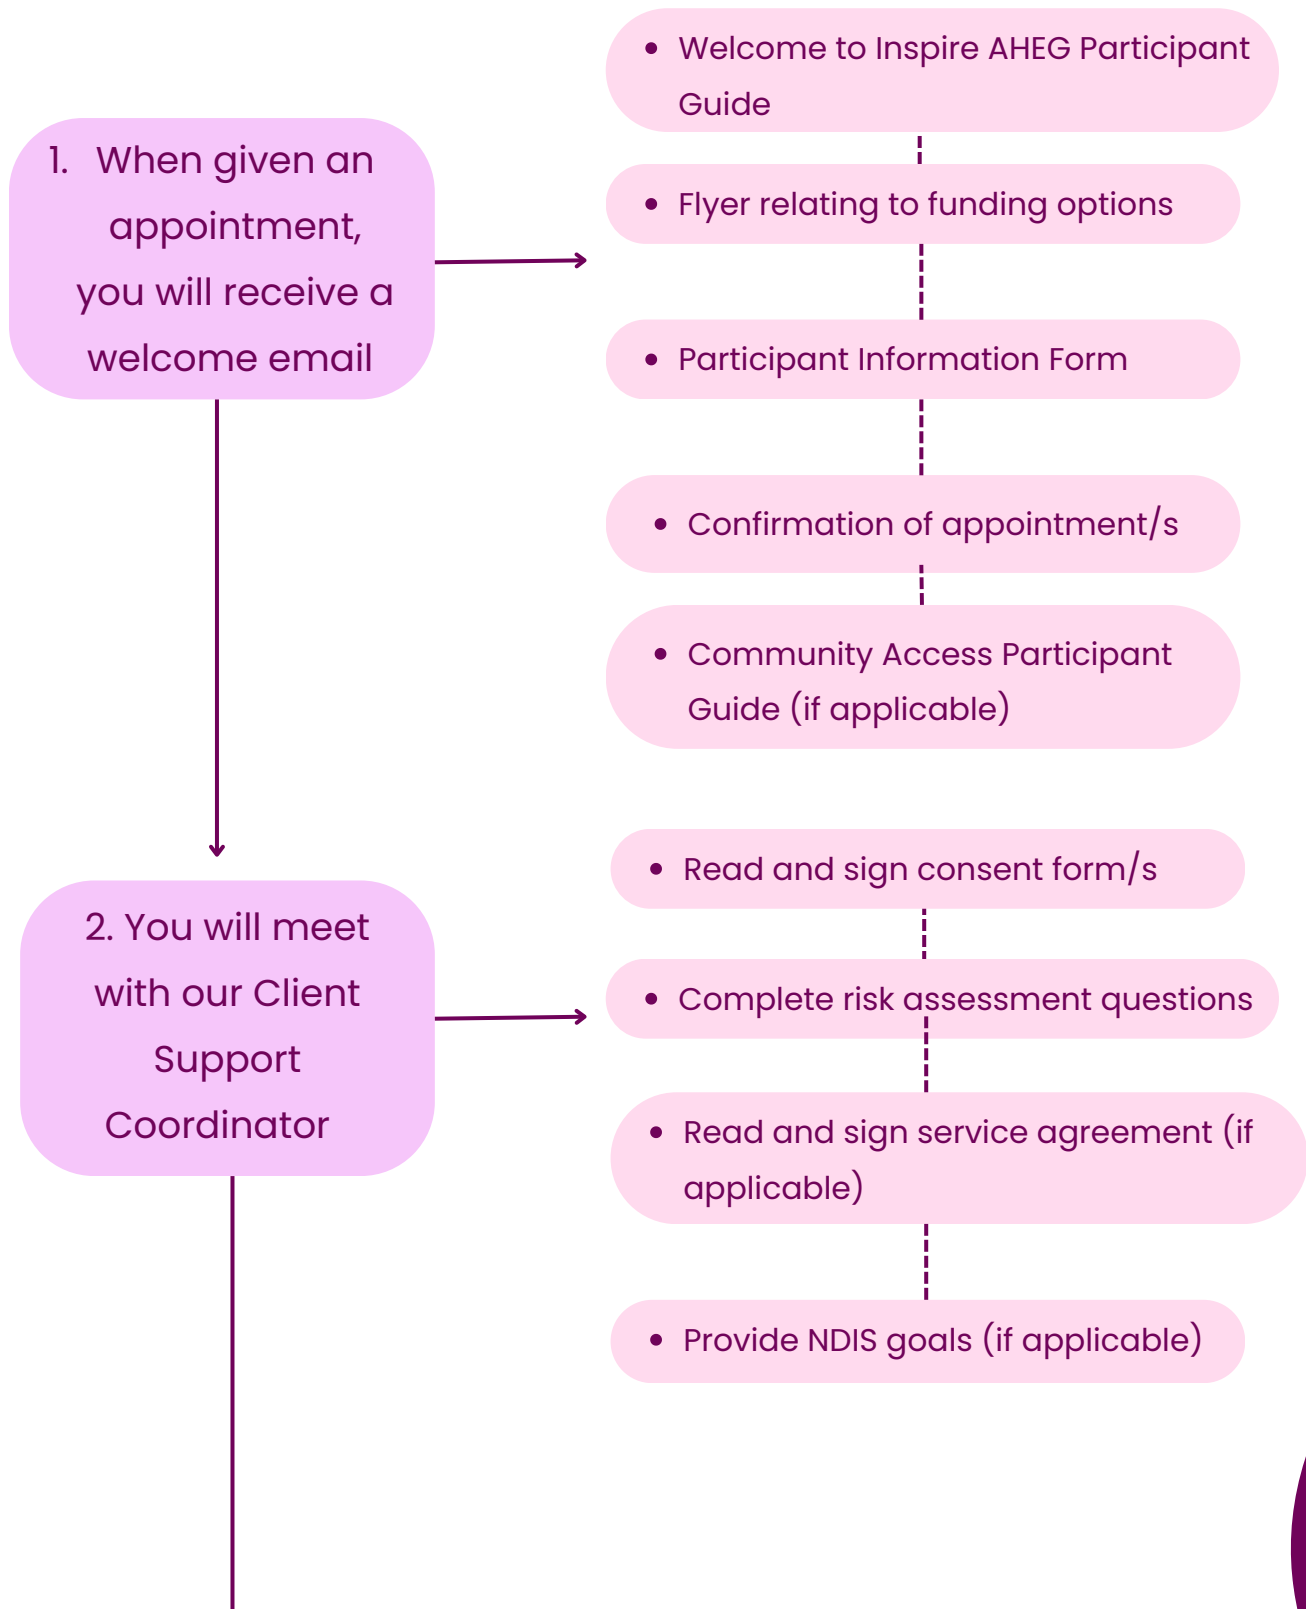 1. When given an
appointment,
you will receive a
welcome email
• Welcome to Inspire AHEG Participant
Guide
• Flyer relating to funding options
• Participant Information Form
• Confirmation of appointment/s
• Community Access Participant
Guide (if applicable)
2. You will meet
with our Client
Support
Coordinator
• Read and sign consent form/s
• Complete risk assessment questions
• Read and sign service agreement (if
applicable)
• Provide NDIS goals (if applicable)